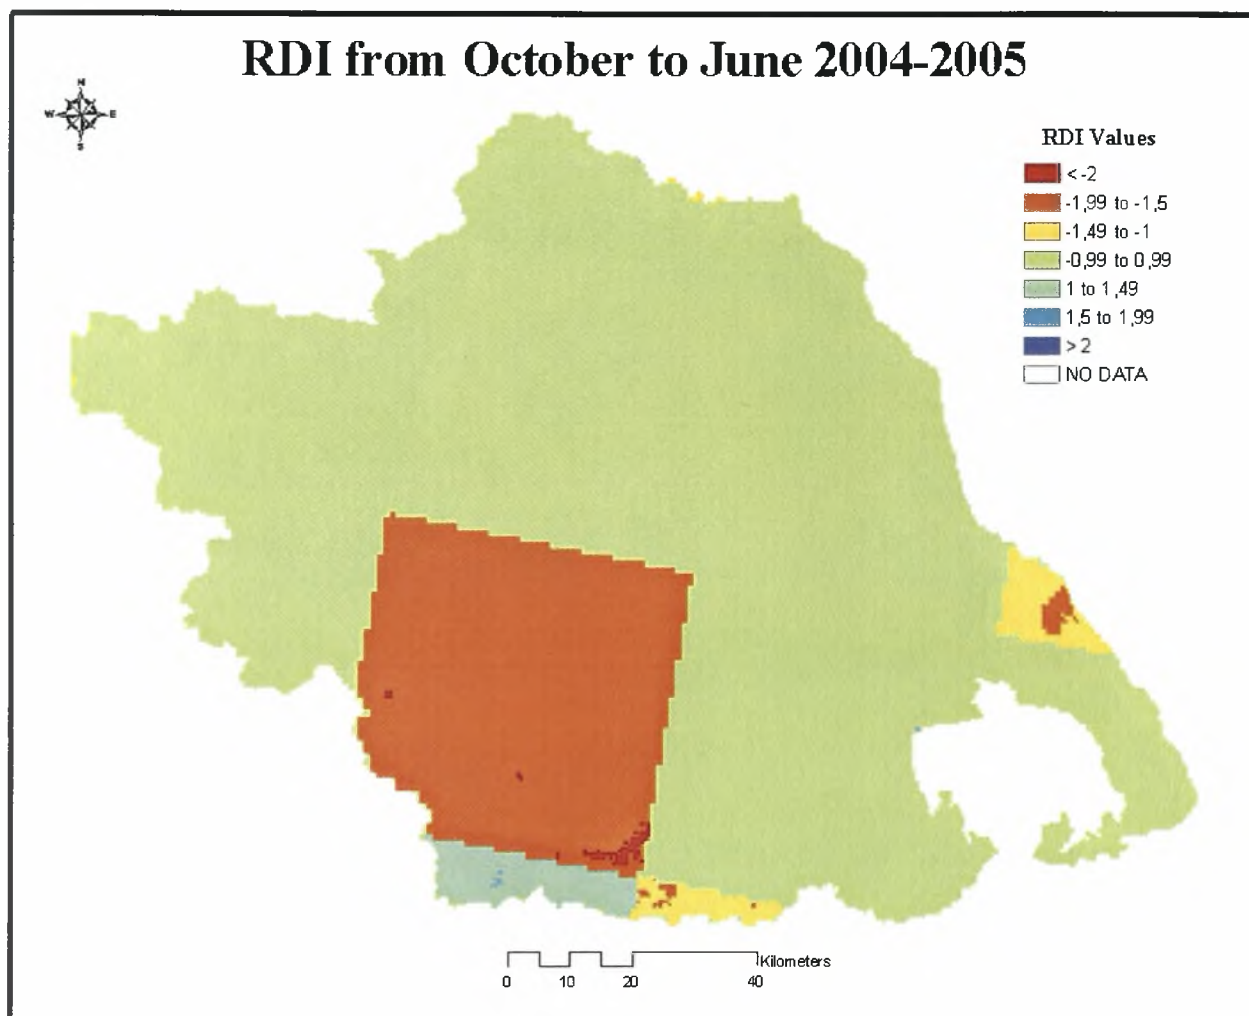 RDI from October to June 2004-2005
N
W E
S
RDI Values
< -2
-1,99 to -1,5
-1,49 to -1
-0,99 to 0,99
1 to 1,49
1,5 to 1,99
> 2
NO DATA
Kilometers
0 10 20 40